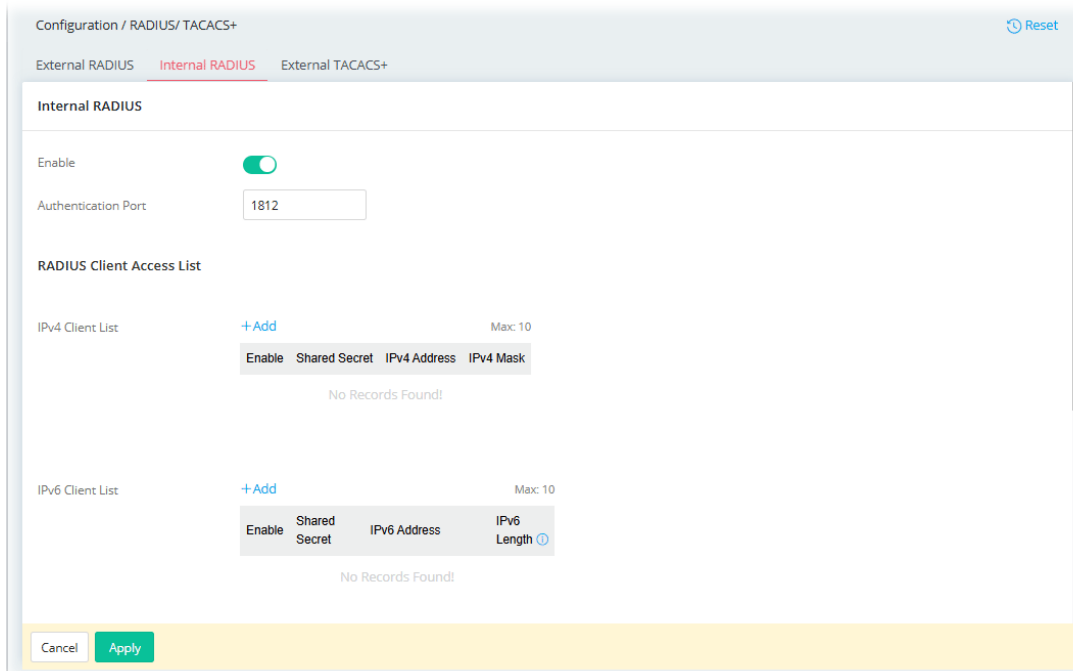 Configuration / RADIUS/ TACACS+
Reset
External RADIUS Internal RADIUS External TACACS+
Internal RADIUS
Enable
Authentication Port 1812
RADIUS Client Access List
IPv4 Client List +Add Max: 10
Enable Shared Secret IPv4 Address IPv4 Mask
No Records Found!
IPv6 Client List +Add Max: 10
Enable Shared Secret IPv6 Address IPv6 Length
No Records Found!
Cancel Apply